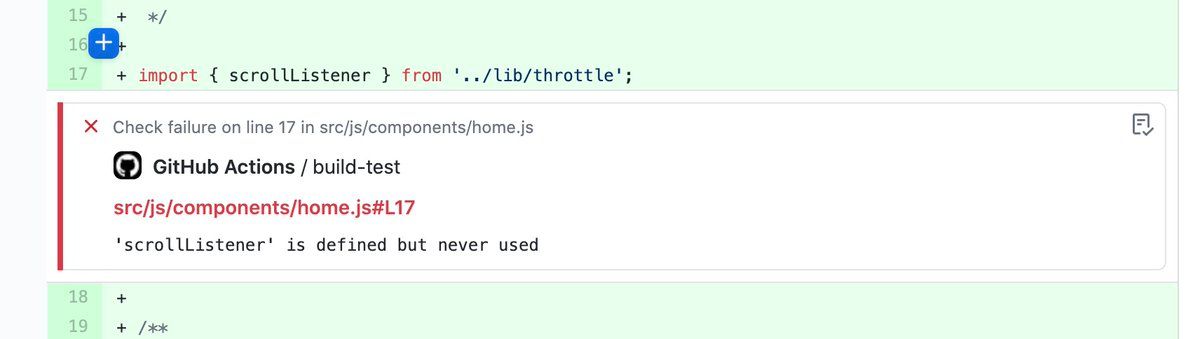 15 + */
16 +
17 + import { scrollListener } from '../lib/throttle';
Check failure on line 17 in src/js/components/home.js
GitHub Actions / build-test
src/js/components/home.js#L17
'scrollListener' is defined but never used
18 +
19 + /**